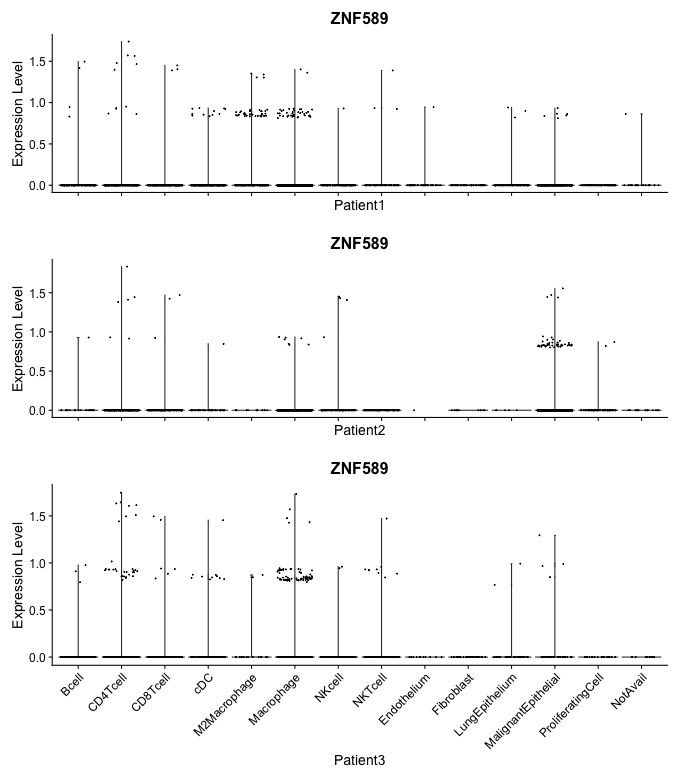 ZNF589
Expression Level
1.5
1.0
0.5
0.0
Patient1
ZNF589
Expression Level
1.5
1.0
0.5
0.0
Patient2
ZNF589
Expression Level
1.5
1.0
0.5
0.0
Bcell
CD4Tcell
CD8Tcell
cDC
M2Macrophage
Macrophage
NKcell
NKTcell
Endothelium
Fibroblast
LungEpithelium
MalignantEpithelial
ProliferatingCell
NotAvail
Patient3